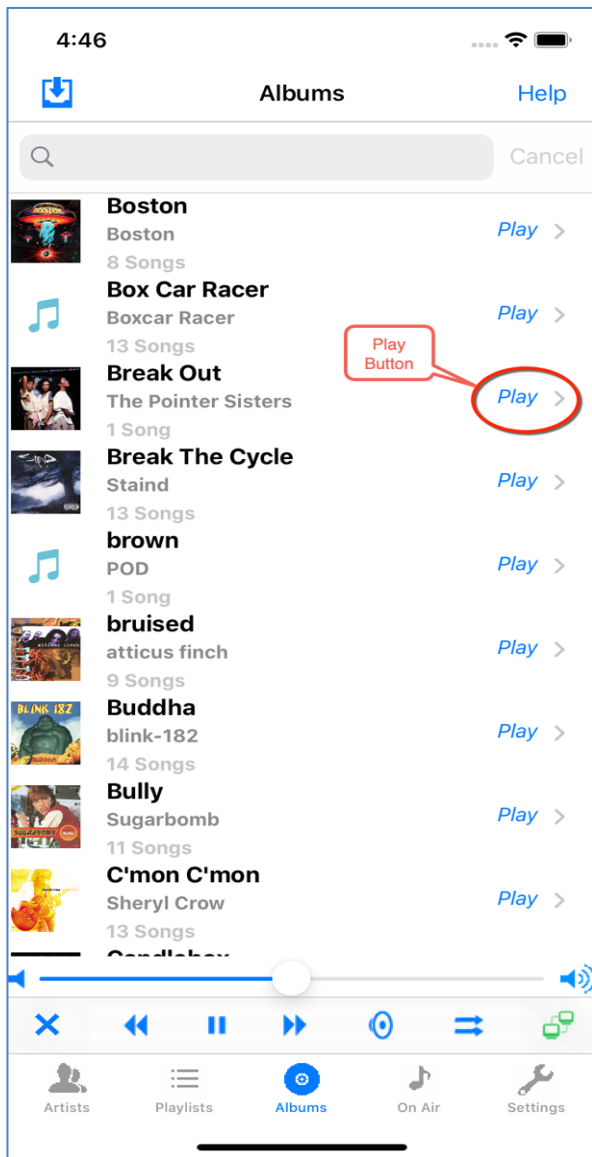 4:46
Albums
Help
Cancel
Boston
Boston
8 Songs
Play
Box Car Racer
Boxcar Racer
13 Songs
Play
Play
Button
Break Out
The Pointer Sisters
1 Song
Play
Break The Cycle
Staind
13 Songs
Play
brown
POD
1 Song
Play
bruised
atticus finch
9 Songs
Play
BLINK 182
Buddha
blink-182
14 Songs
Play
Bully
Sugarbomb
11 Songs
Play
C'mon C'mon
Sheryl Crow
13 Songs
Play
Artists
Playlists
Albums
On Air
Settings